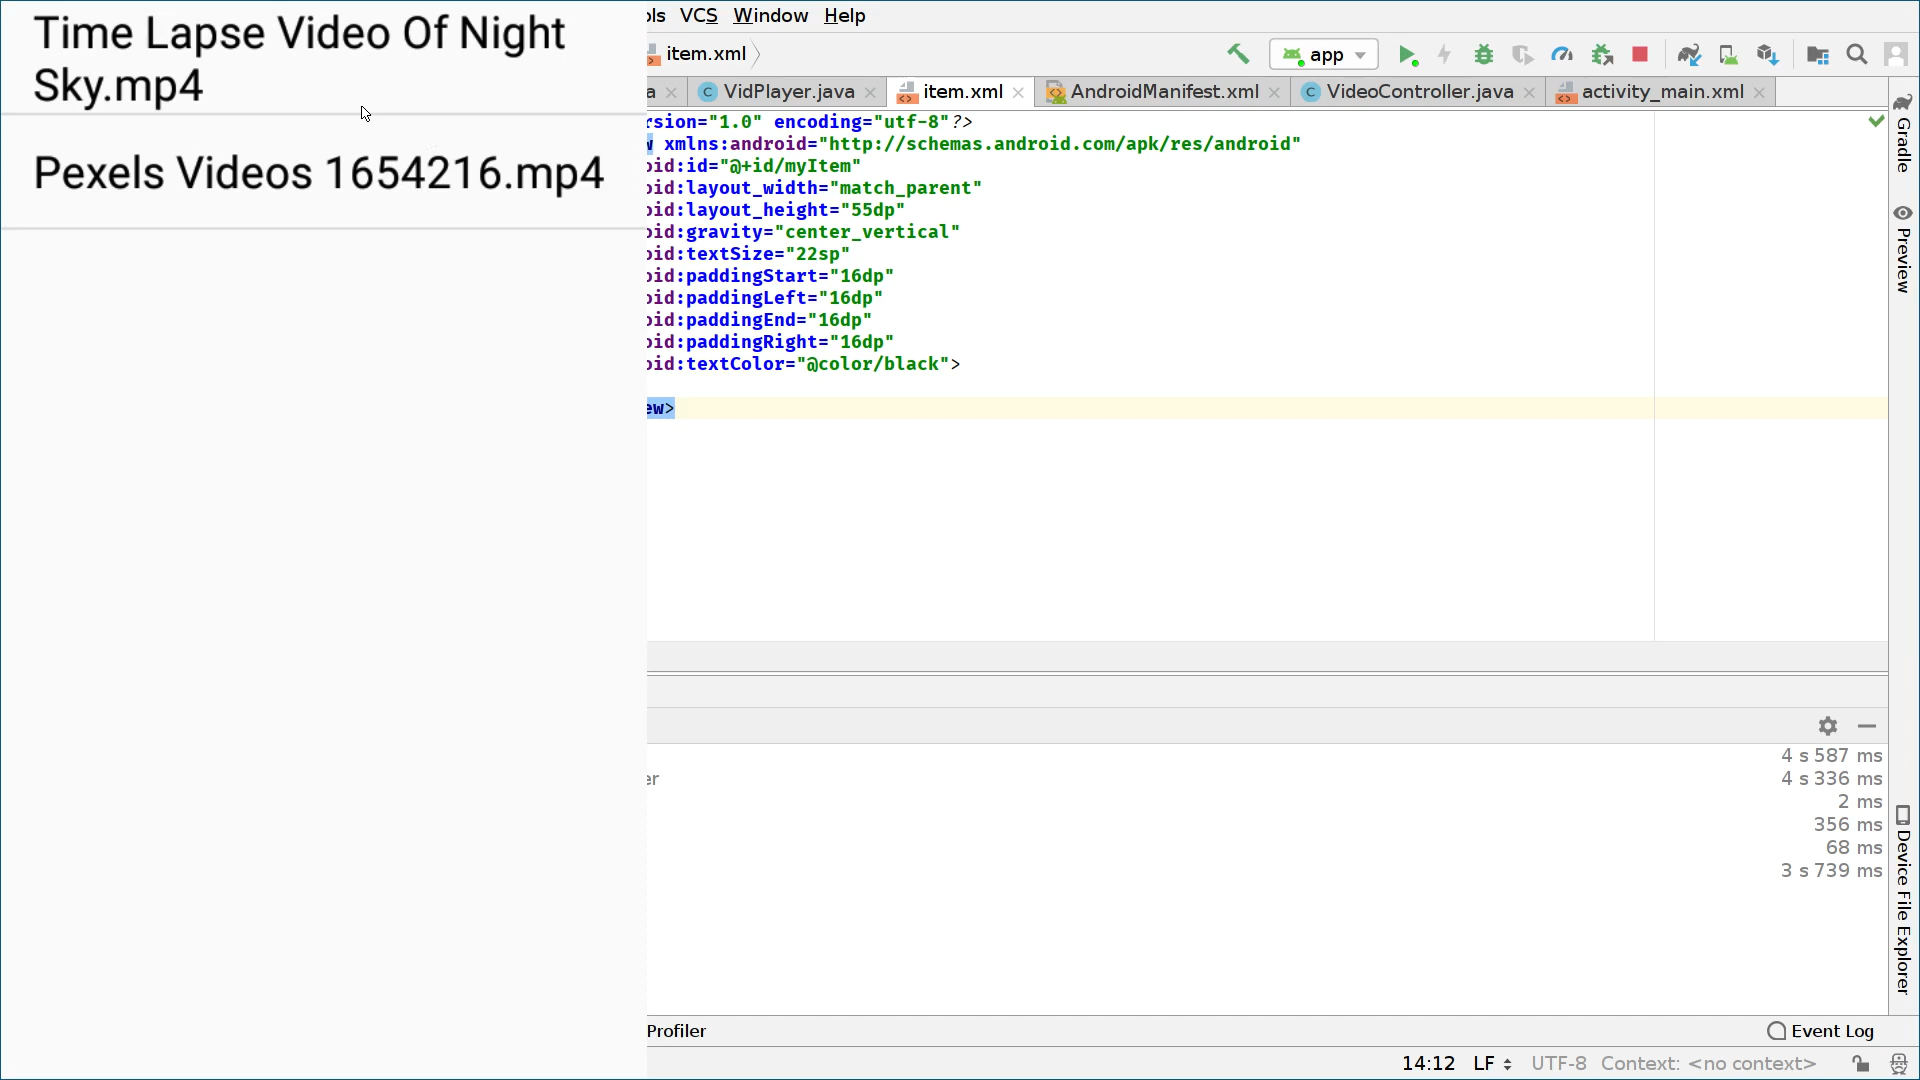 Time Lapse Video Of Night
Sky.mp4
Pexels Videos 1654216.mp4
ols VCS Window Help
item.xml
app
a VidPlayer.java item.xml AndroidManifest.xml VideoController.java activity_main.xml
rsion="1.0" encoding="utf-8"?>
w xmlns:android="http://schemas.android.com/apk/res/android"
oid:id="@+id/myItem"
oid:layout_width="match_parent"
oid:layout_height="55dp"
oid:gravity="center_vertical"
oid:textSize="22sp"
oid:paddingStart="16dp"
oid:paddingLeft="16dp"
oid:paddingEnd="16dp"
oid:paddingRight="16dp"
oid:textColor="@color/black">
ew>
Gradle
Preview
Device File Explorer
4 s 587 ms
er 4 s 336 ms
2 ms
356 ms
68 ms
3 s 739 ms
Profiler Event Log
14:12 LF UTF-8 Context: <no context>